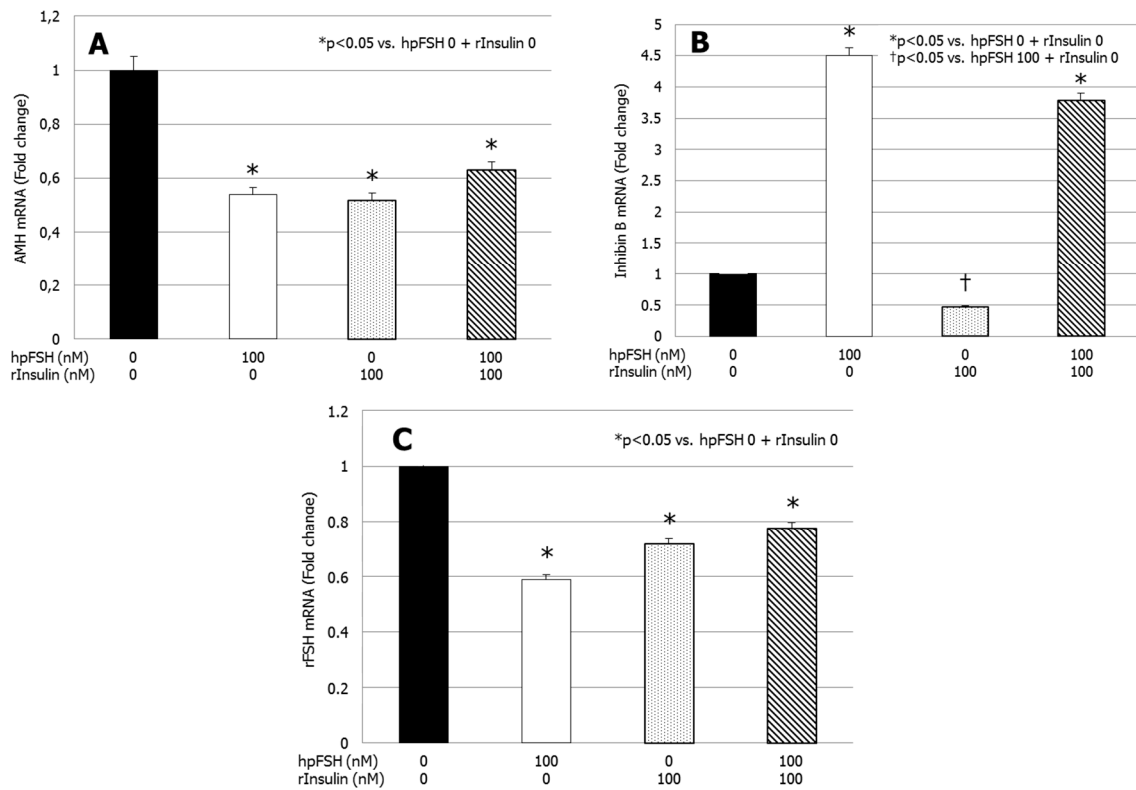 A
*p<0.05 vs. hpFSH 0 + rInsulin 0
AMH mRNA (Fold change)
1,2
1
0,8
0,6
0,4
0,2
0
*
*
*
hpFSH (nM) 0 100 0 100
rInsulin (nM) 0 0 100 100
B
*p<0.05 vs. hpFSH 0 + rInsulin 0
†p<0.05 vs. hpFSH 100 + rInsulin 0
Inhibin B mRNA (Fold change)
5
4.5
4
3.5
3
2.5
2
1.5
1
0.5
0
*
†
*
hpFSH (nM) 0 100 0 100
rInsulin (nM) 0 0 100 100
C
*p<0.05 vs. hpFSH 0 + rInsulin 0
rFSH mRNA (Fold change)
1.2
1
0.8
0.6
0.4
0.2
0
*
*
*
hpFSH (nM) 0 100 0 100
rInsulin (nM) 0 0 100 100